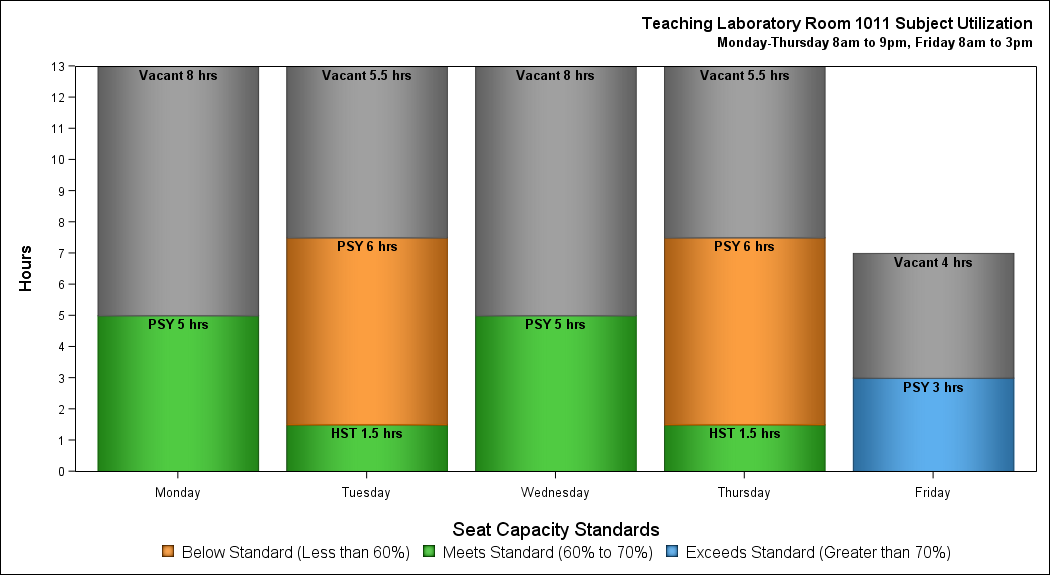 Teaching Laboratory Room 1011 Subject Utilization
Monday-Thursday 8am to 9pm, Friday 8am to 3pm
Hours
13
12
11
10
9
8
7
6
5
4
3
2
1
0
Vacant 8 hrs
PSY 5 hrs
Vacant 5.5 hrs
PSY 6 hrs
HST 1.5 hrs
Vacant 8 hrs
PSY 5 hrs
Vacant 5.5 hrs
PSY 6 hrs
HST 1.5 hrs
Vacant 4 hrs
PSY 3 hrs
Monday Tuesday Wednesday Thursday Friday
Seat Capacity Standards
Below Standard (Less than 60%) Meets Standard (60% to 70%) Exceeds Standard (Greater than 70%)